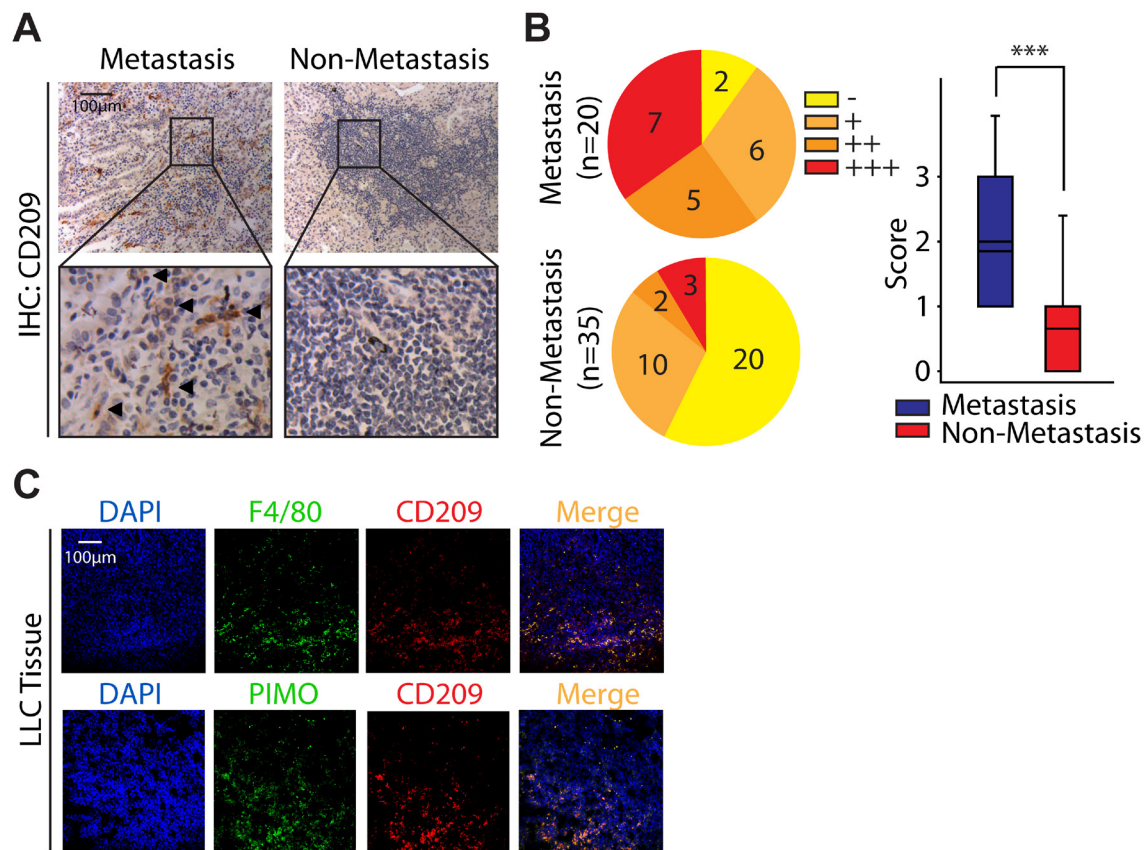 A
Metastasis
Non-Metastasis
IHC: CD209
100μm
B
Metastasis
(n=20)
2
6
5
7
-
+
++
+++
Non-Metastasis
(n=35)
3
2
10
20
***
Score
3
2
1
0
Metastasis
Non-Metastasis
C
LLC Tissue
DAPI
F4/80
CD209
Merge
100μm
DAPI
PIMO
CD209
Merge